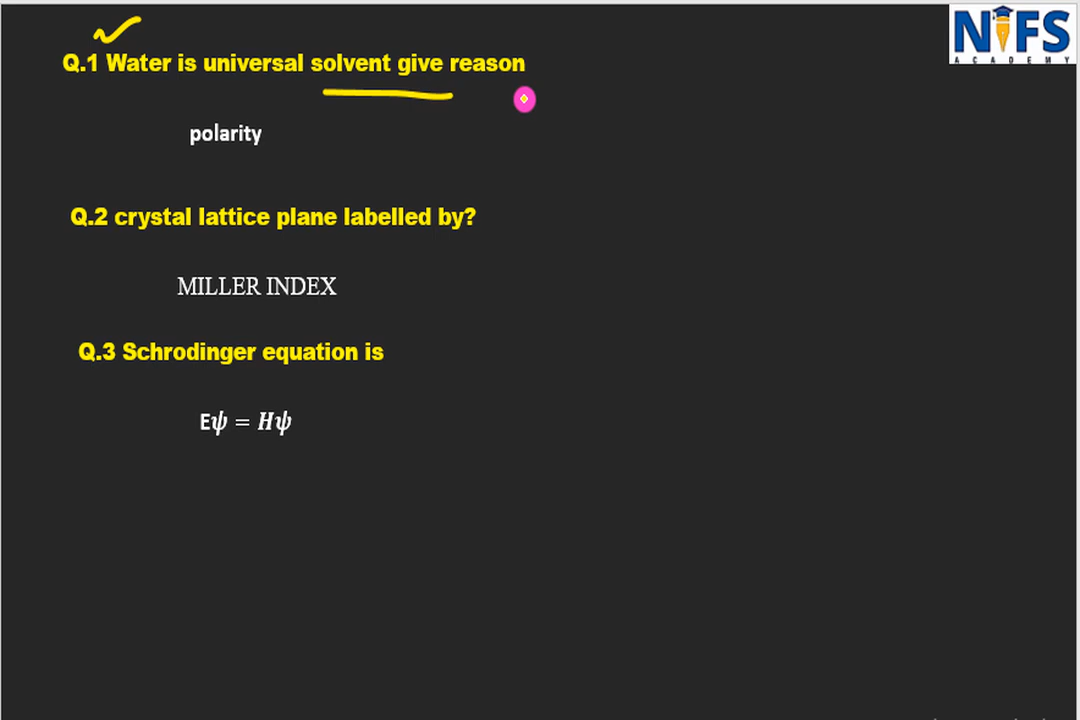 NIFS
ACADEMY
Q.1 Water is universal solvent give reason
polarity
Q.2 crystal lattice plane labelled by?
MILLER INDEX
Q.3 Schrodinger equation is
Eψ = Hψ